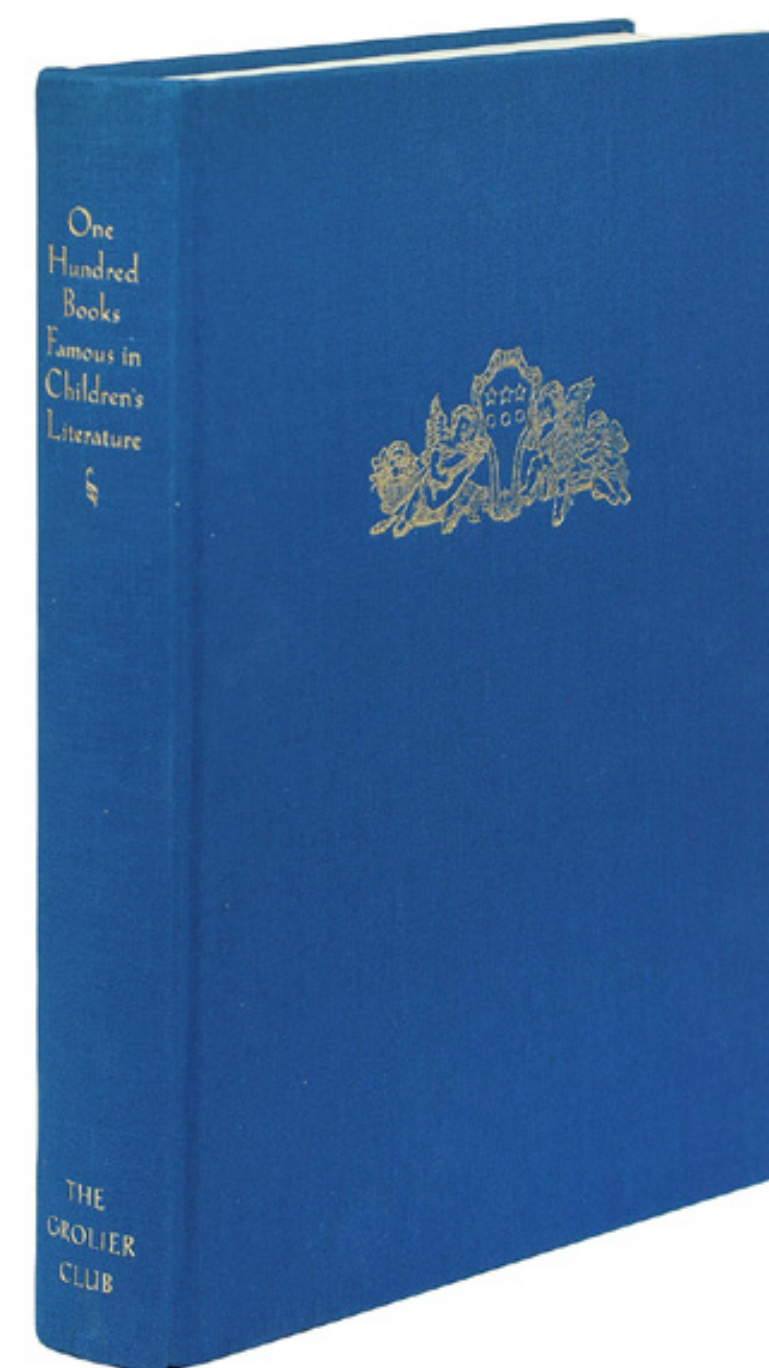 One
Hundred
Books
Famous in
Children's
Literature
THE
GROLIER
CLUB